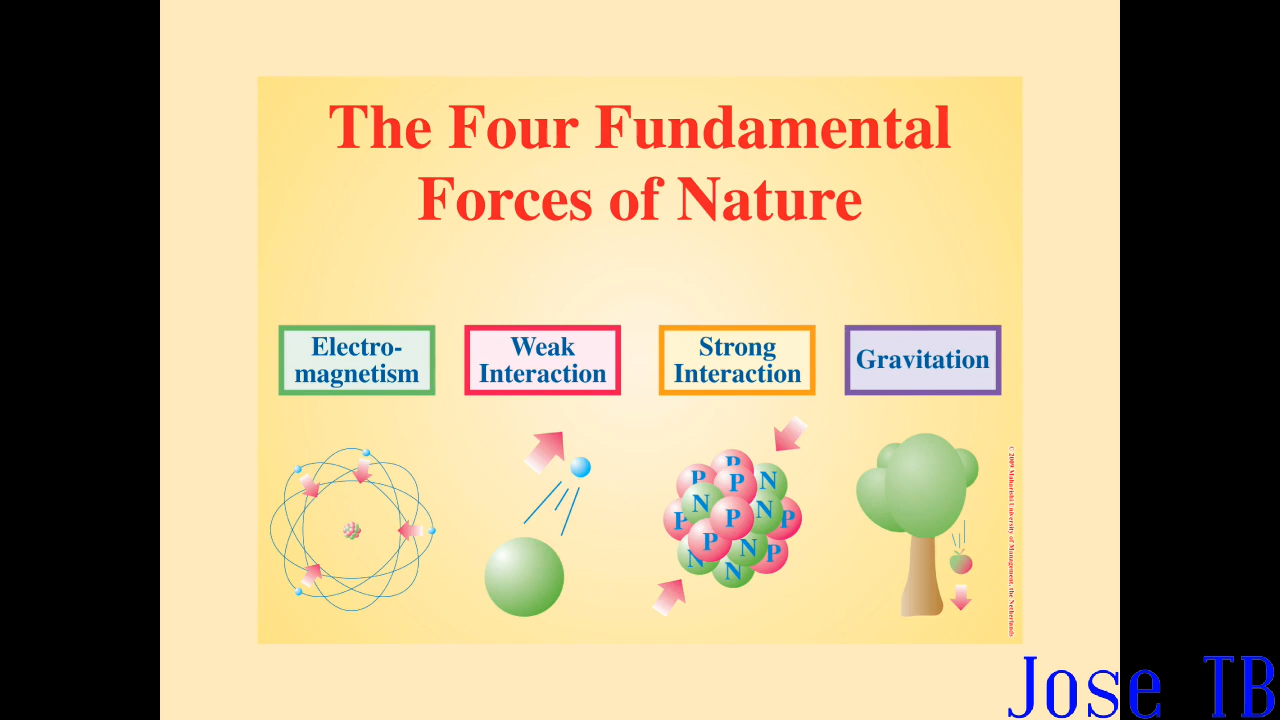 The Four Fundamental
Forces of Nature
Electro-
magnetism
Weak
Interaction
Strong
Interaction
Gravitation
P
P
P
N
N
P
N
P
P
P
N
N
P
N
© 2009 Maharishi University of Management, the Netherlands
Jose TB